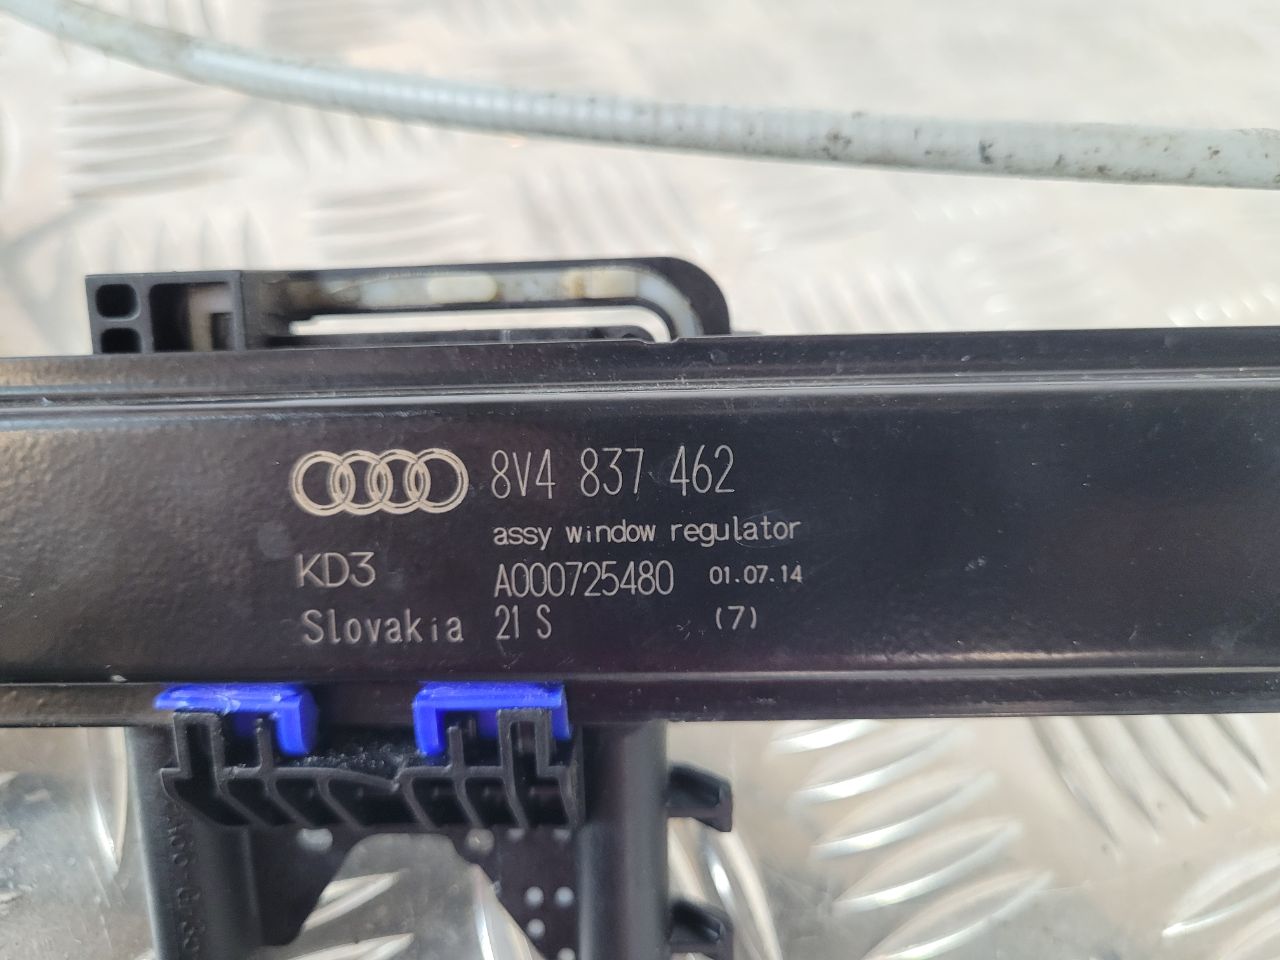 8V4 837 462
assy window regulator
KD3 A000725480 01.07.14
Slovakia 21 S (7)